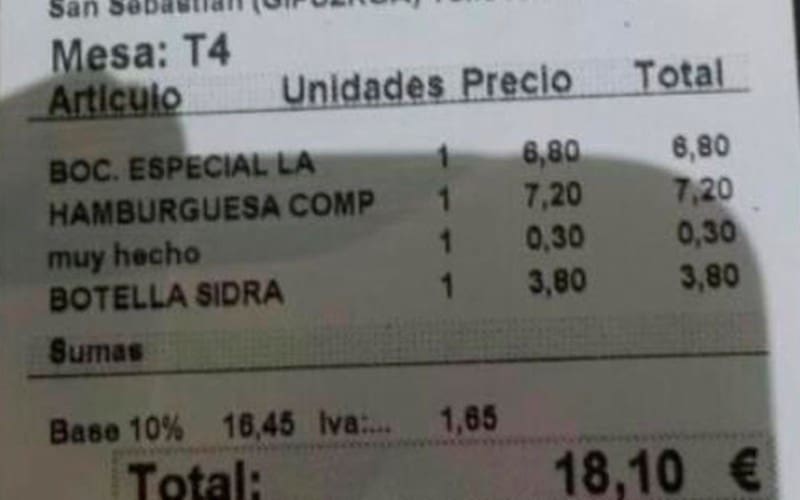 San Sebastián
Mesa: T4
Articulo Unidades Precio Total
BOC. ESPECIAL LA 1 6,80 6,80
HAMBURGUESA COMP 1 7,20 7,20
muy hecho 1 0,30 0,30
BOTELLA SIDRA 1 3,80 3,80
Sumas
Base 10% 16,45 Iva:... 1,65
Total: 18,10 €